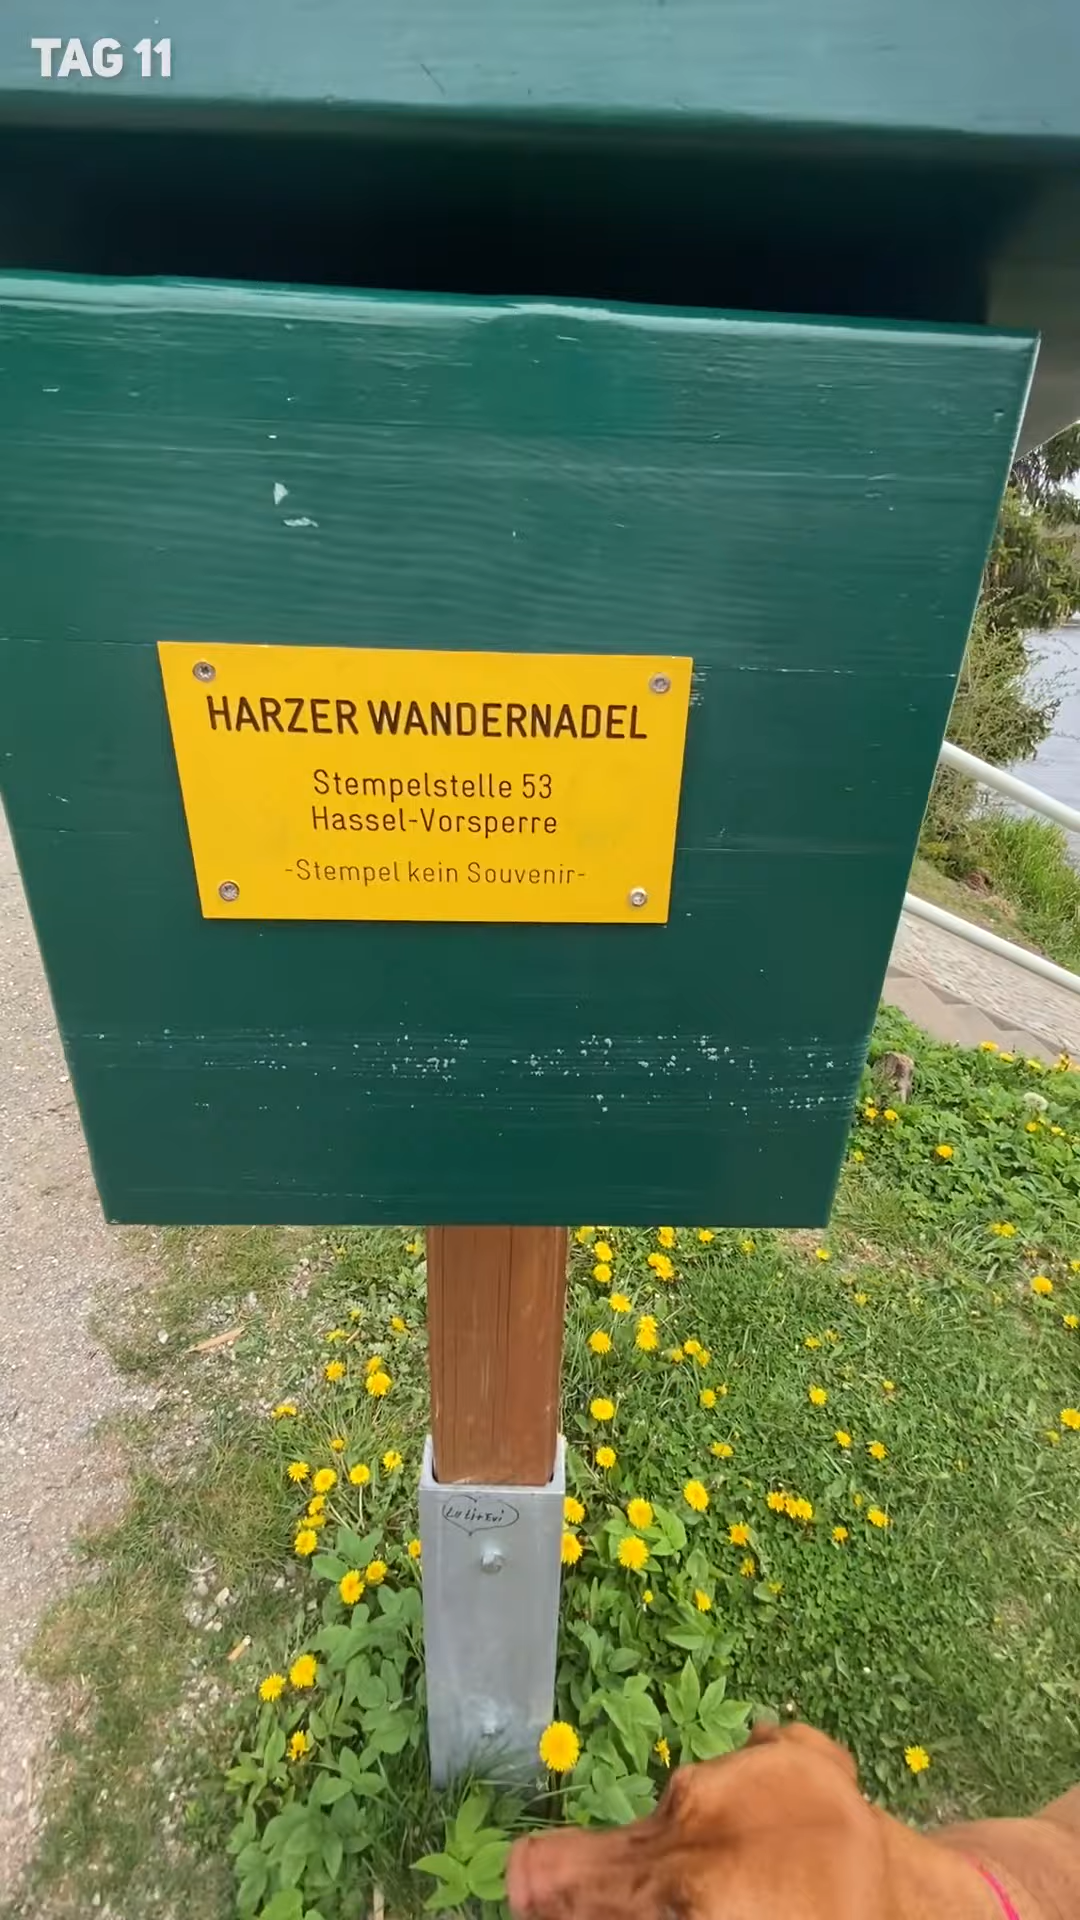 TAG 11
HARZER WANDERNADEL
Stempelstelle 53
Hassel-Vorsperre
-Stempel kein Souvenir-